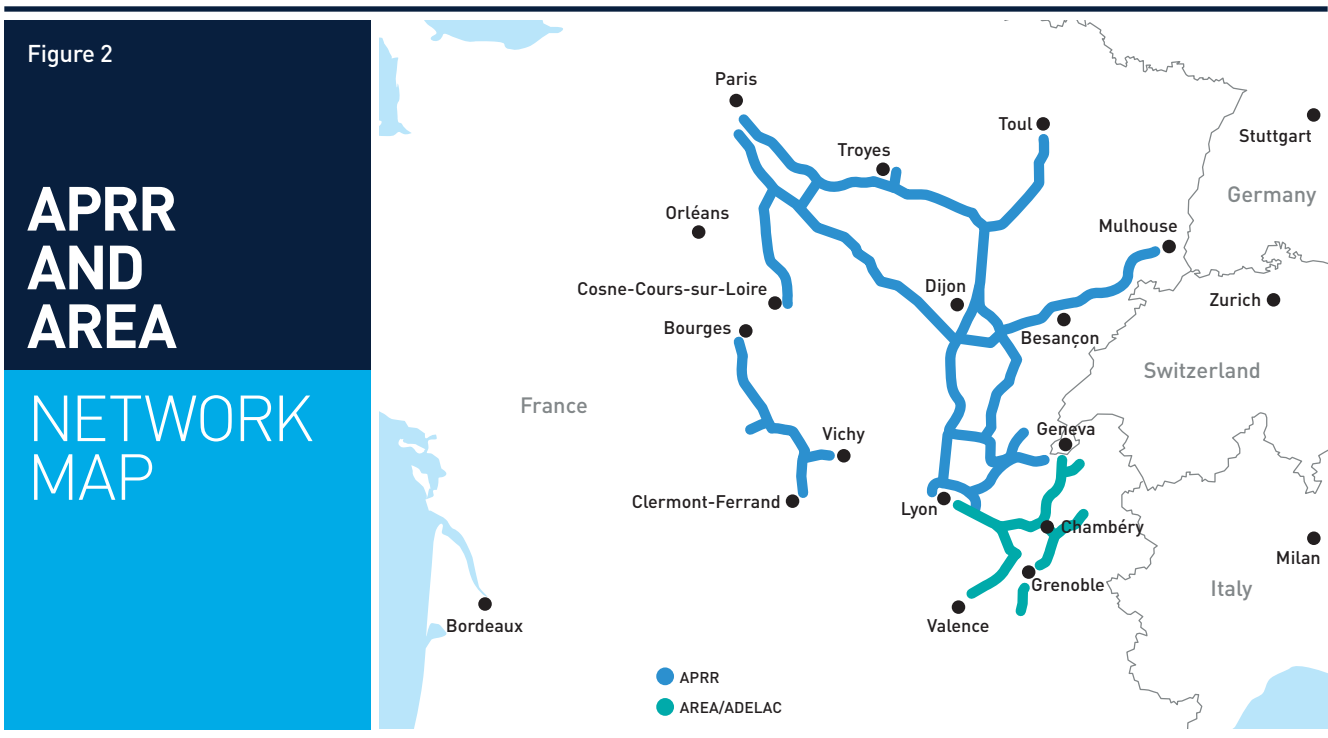 Figure 2
APRR
AND
AREA
NETWORK
MAP
Paris
Toul
Stuttgart
Troyes
Germany
Orléans
Mulhouse
Cosne-Cours-sur-Loire
Dijon
Zurich
Bourges
Besançon
Switzerland
France
Geneva
Vichy
Clermont-Ferrand
Lyon
Chambéry
Milan
Grenoble
Italy
Bordeaux
Valence
APRR
AREA/ADELAC